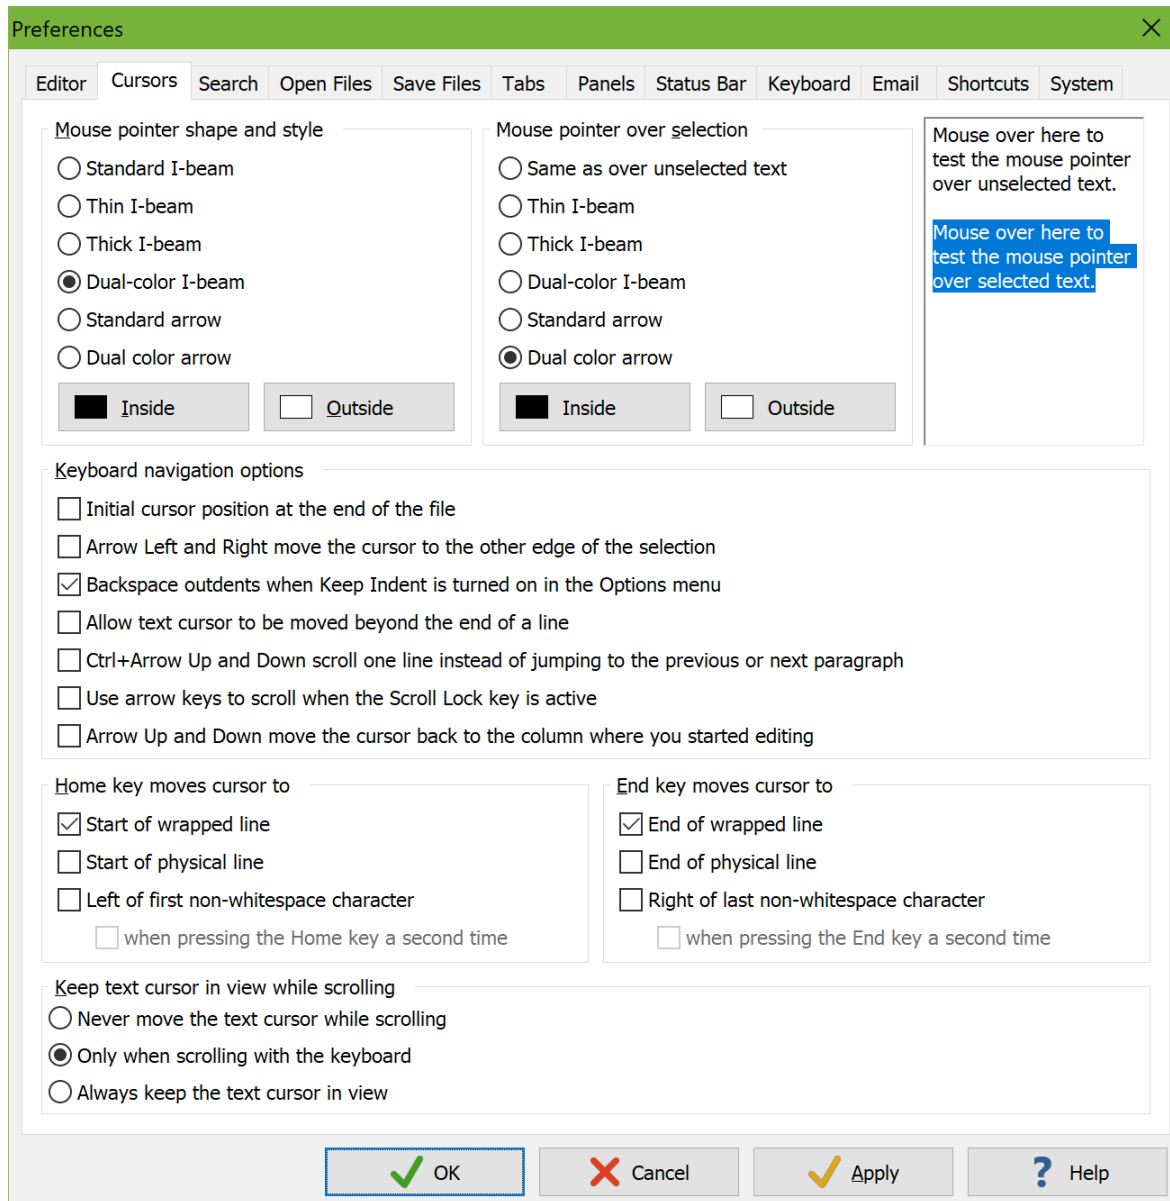 Preferences
Editor Cursors Search Open Files Save Files Tabs Panels Status Bar Keyboard Email Shortcuts System
Mouse pointer shape and style
Standard I-beam
Thin I-beam
Thick I-beam
Dual-color I-beam
Standard arrow
Dual color arrow
Inside Outside
Mouse pointer over selection
Same as over unselected text
Thin I-beam
Thick I-beam
Dual-color I-beam
Standard arrow
Dual color arrow
Inside Outside
Mouse over here to
test the mouse pointer
over unselected text.
Mouse over here to
test the mouse pointer
over selected text.
Keyboard navigation options
Initial cursor position at the end of the file
Arrow Left and Right move the cursor to the other edge of the selection
Backspace outdents when Keep Indent is turned on in the Options menu
Allow text cursor to be moved beyond the end of a line
Ctrl+Arrow Up and Down scroll one line instead of jumping to the previous or next paragraph
Use arrow keys to scroll when the Scroll Lock key is active
Arrow Up and Down move the cursor back to the column where you started editing
Home key moves cursor to
Start of wrapped line
Start of physical line
Left of first non-whitespace character
when pressing the Home key a second time
End key moves cursor to
End of wrapped line
End of physical line
Right of last non-whitespace character
when pressing the End key a second time
Keep text cursor in view while scrolling
Never move the text cursor while scrolling
Only when scrolling with the keyboard
Always keep the text cursor in view
OK Cancel Apply Help